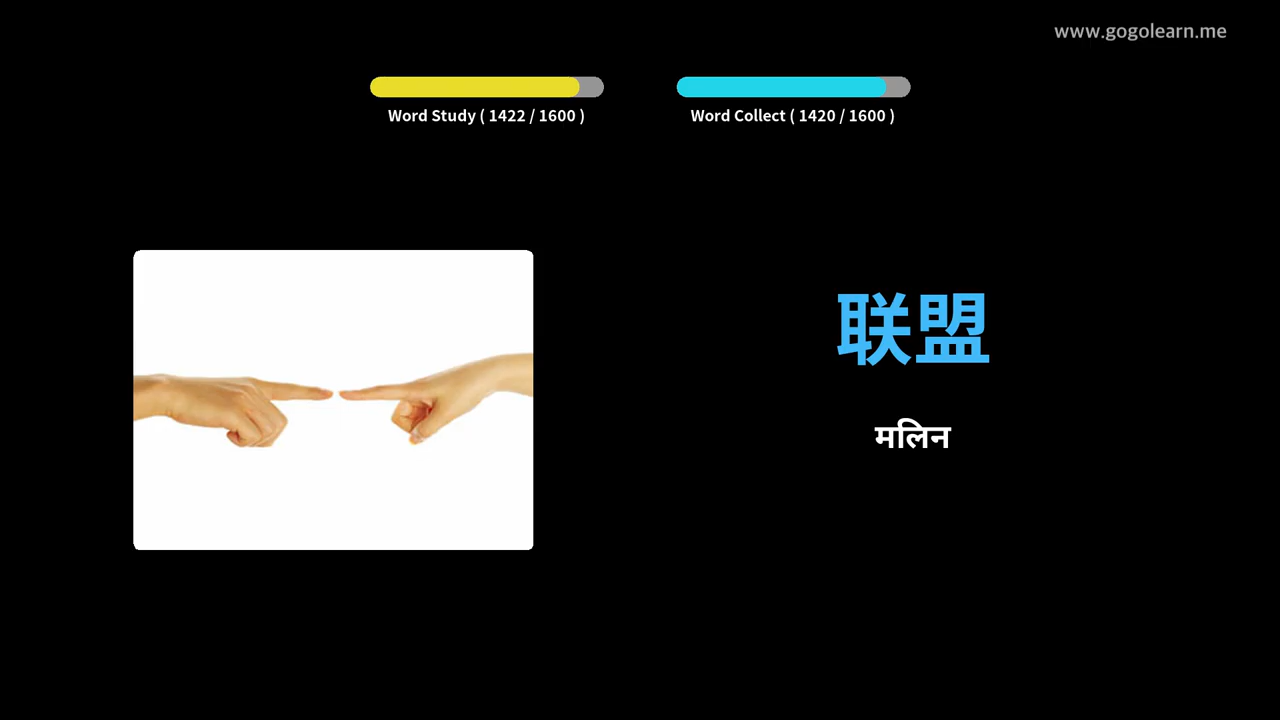 www.gogolearn.me
Word Study ( 1422 / 1600 )
Word Collect ( 1420 / 1600 )
联盟
मलिन